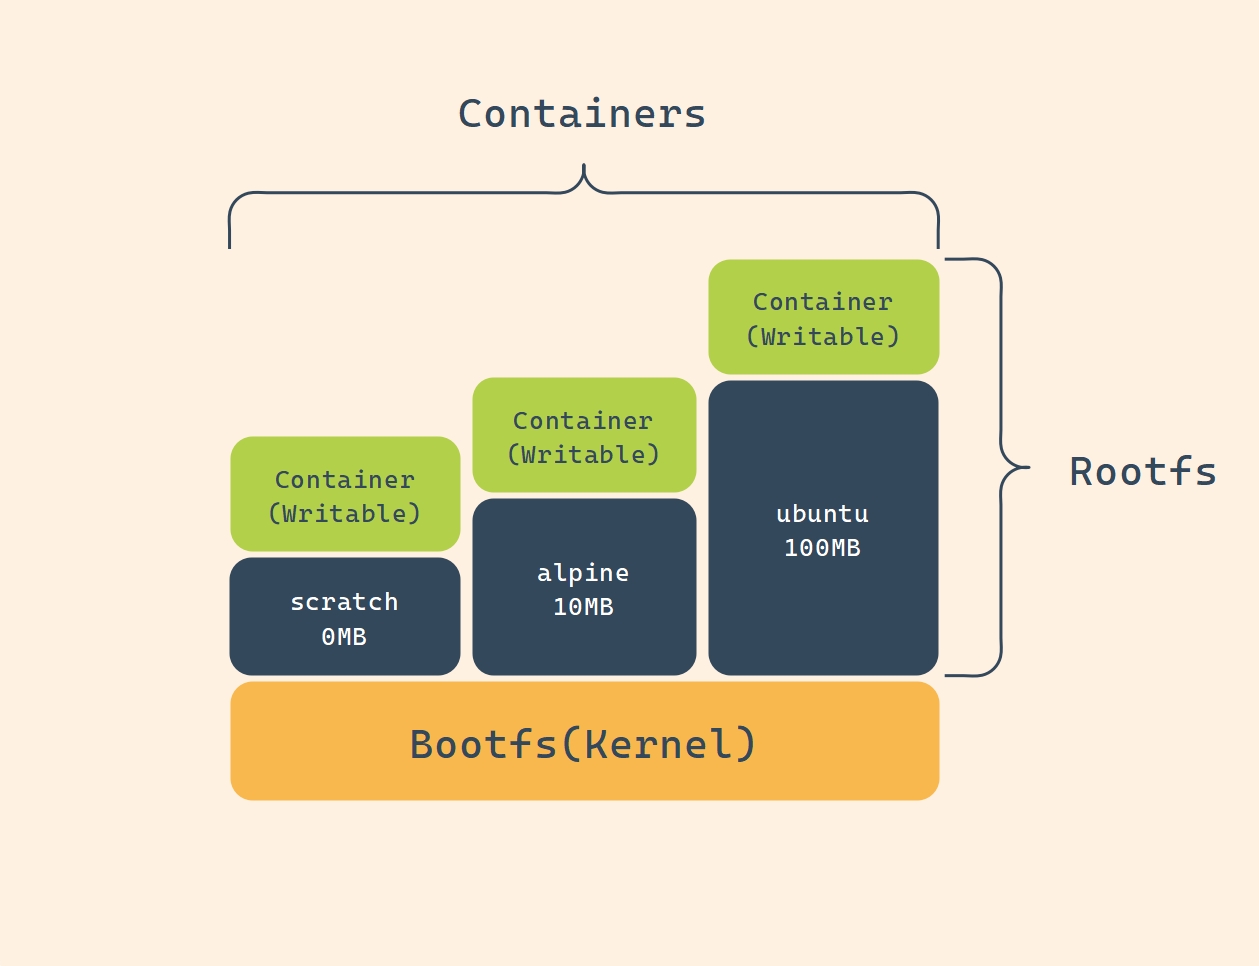 Containers
Container
(Writable)
Container
(Writable)
Container
(Writable)
Rootfs
scratch
0MB
alpine
10MB
ubuntu
100MB
Bootfs(Kernel)